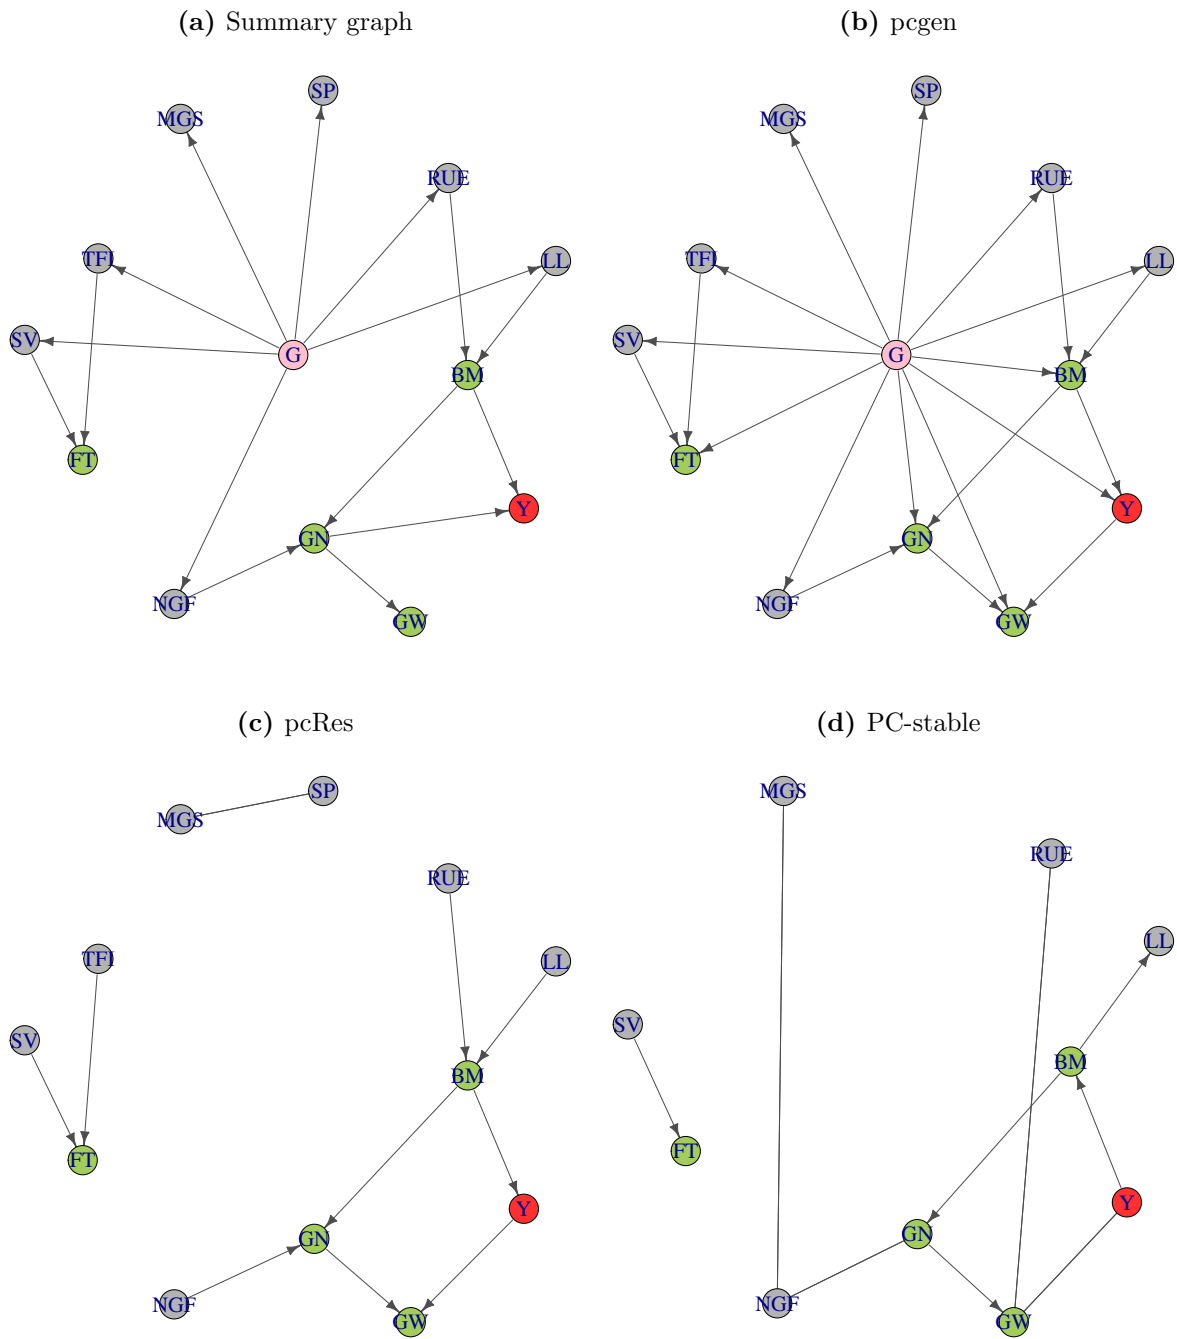 (a) Summary graph
(b) pcgen
SP
MGS
RUE
TFI
LL
SV
G
BM
FT
Y
GN
NGF
GW
SP
MGS
RUE
TFI
LL
SV
G
BM
FT
Y
GN
NGF
GW
(c) pcRes
(d) PC-stable
SP
MGS
RUE
TFI
LL
SV
BM
FT
Y
GN
NGF
GW
MGS
RUE
LL
SV
BM
FT
Y
GN
NGF
GW